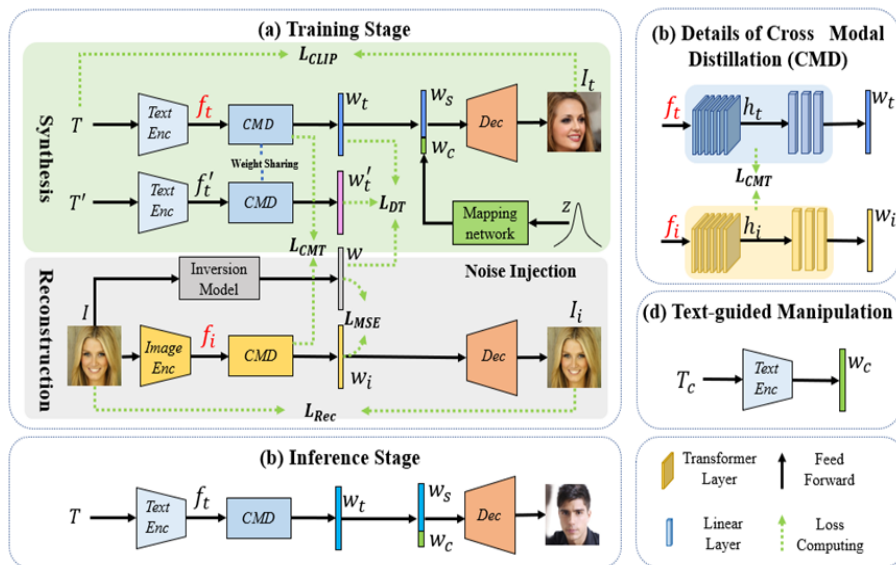 (a) Training Stage
Synthesis
L_CLIP
T
Text
Enc
f_t
CMD
w_t
w_s
w_c
Dec
I_t
Weight Sharing
T'
Text
Enc
f_t'
CMD
w_t'
L_DT
Mapping
network
z
L_CMT
Reconstruction
Noise Injection
I
Inversion
Model
w
L_MSE
Image
Enc
f_i
CMD
w_i
Dec
I_i
L_Rec
(b) Inference Stage
T
Text
Enc
f_t
CMD
w_t
w_s
w_c
Dec
(b) Details of Cross Modal
Distillation (CMD)
f_t
h_t
w_t
L_CMT
f_i
h_i
w_i
(d) Text-guided Manipulation
T_c
Text
Enc
w_c
Transformer
Layer
Feed
Forward
Linear
Layer
Loss
Computing